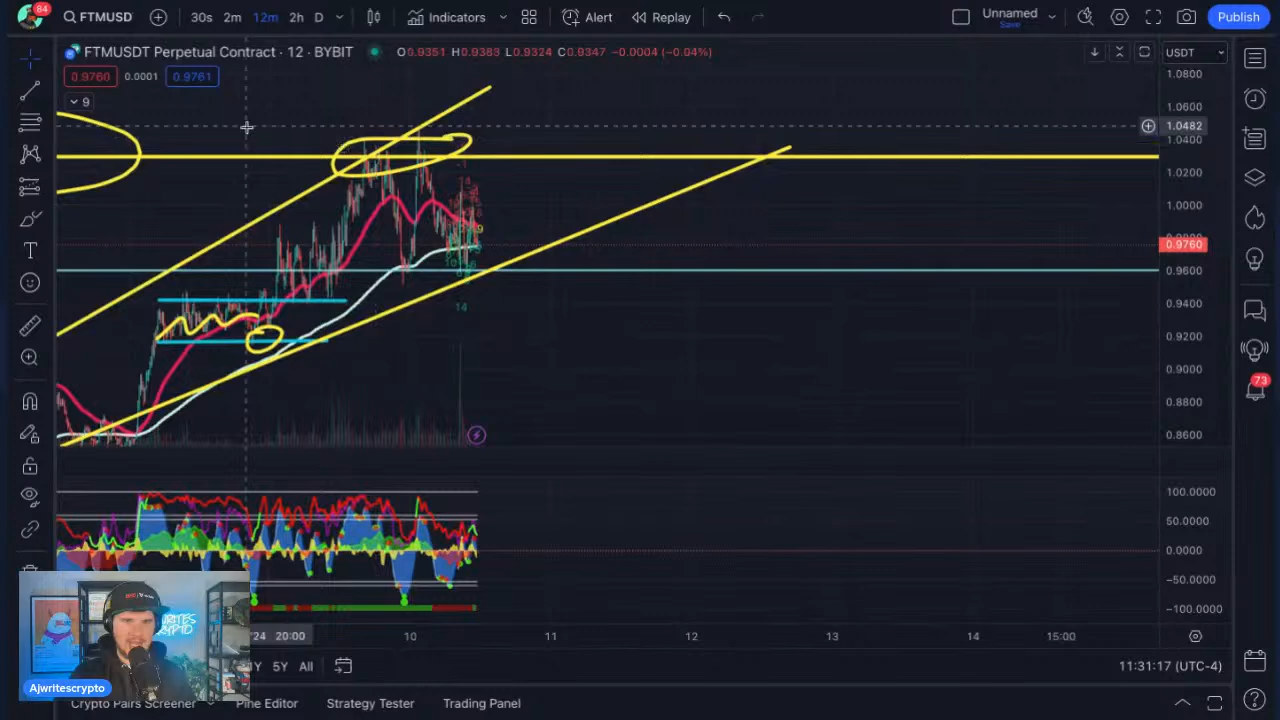 84
FTMUSD
30s 2m 12m 2h D
Indicators
Alert
Replay
Unnamed
Save
Publish
FTMUSDT Perpetual Contract · 12 · BYBIT
O0.9351 H0.9383 L0.9324 C0.9347 -0.0004 (-0.04%)
USDT
0.9760 0.0001 0.9761
9
1.0800
1.0600
1.0482
1.0400
1.0200
1.0000
0.9760
0.9600
0.9400
0.9200
0.9000
0.8800
0.8600
14
73
100.0000
50.0000
0.0000
−50.0000
−100.0000
'24 20:00
10
11
12
13
14
15:00
Y 5Y All
11:31:17 (UTC-4)
Ajwritescrypto
Crypto Pairs Screener
Pine Editor
Strategy Tester
Trading Panel